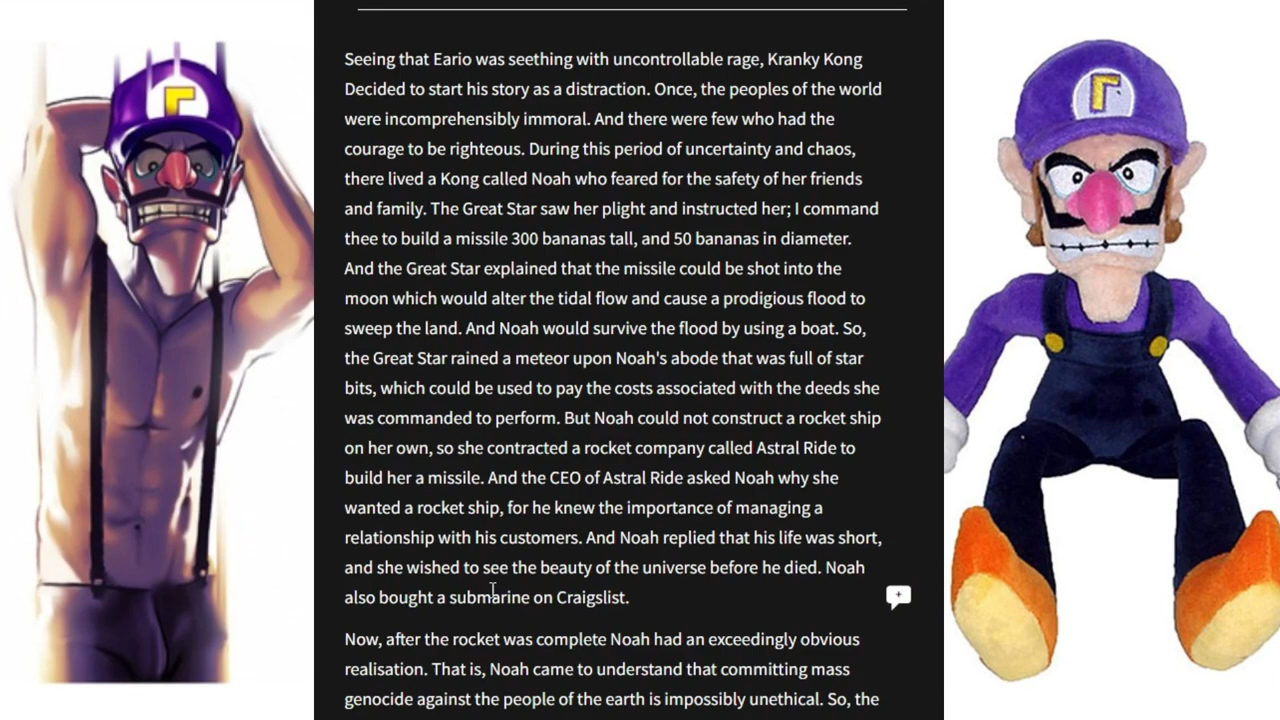 Seeing that Eario was seething with uncontrollable rage, Kranky Kong
Decided to start his story as a distraction. Once, the peoples of the world
were incomprehensibly immoral. And there were few who had the
courage to be righteous. During this period of uncertainty and chaos,
there lived a Kong called Noah who feared for the safety of her friends
and family. The Great Star saw her plight and instructed her; I command
thee to build a missile 300 bananas tall, and 50 bananas in diameter.
And the Great Star explained that the missile could be shot into the
moon which would alter the tidal flow and cause a prodigious flood to
sweep the land. And Noah would survive the flood by using a boat. So,
the Great Star rained a meteor upon Noah's abode that was full of star
bits, which could be used to pay the costs associated with the deeds she
was commanded to perform. But Noah could not construct a rocket ship
on her own, so she contracted a rocket company called Astral Ride to
build her a missile. And the CEO of Astral Ride asked Noah why she
wanted a rocket ship, for he knew the importance of managing a
relationship with his customers. And Noah replied that his life was short,
and she wished to see the beauty of the universe before he died. Noah
also bought a submarine on Craigslist.
Now, after the rocket was complete Noah had an exceedingly obvious
realisation. That is, Noah came to understand that committing mass
genocide against the people of the earth is impossibly unethical. So, the